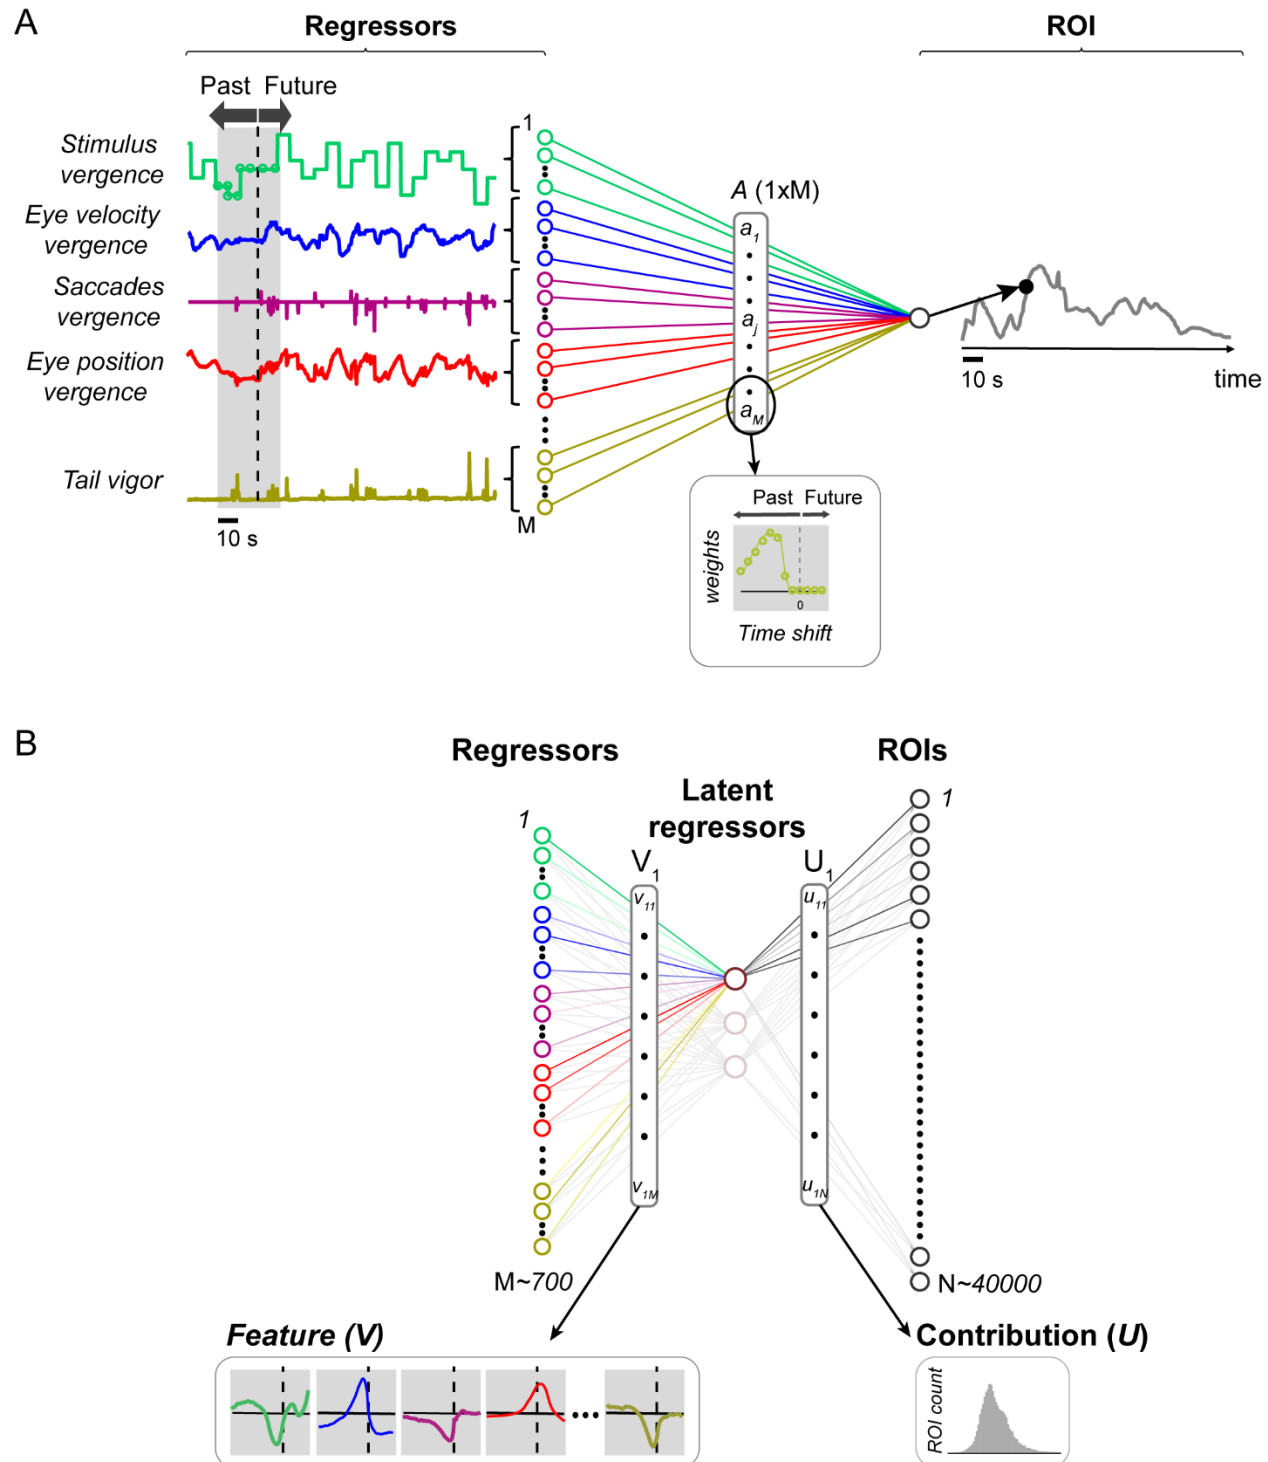 A
Regressors
ROI
Past Future
Stimulus
vergence
Eye velocity
vergence
Saccades
vergence
Eye position
vergence
Tail vigor
10 s
1
M
A (1xM)
a1
aj
aM
10 s
time
Past Future
weights
0
Time shift
B
Regressors
Latent
regressors
ROIs
1
V1
U1
1
v11
u11
v1M
u1N
M~700
N~40000
Feature (V)
Contribution (U)
ROI count